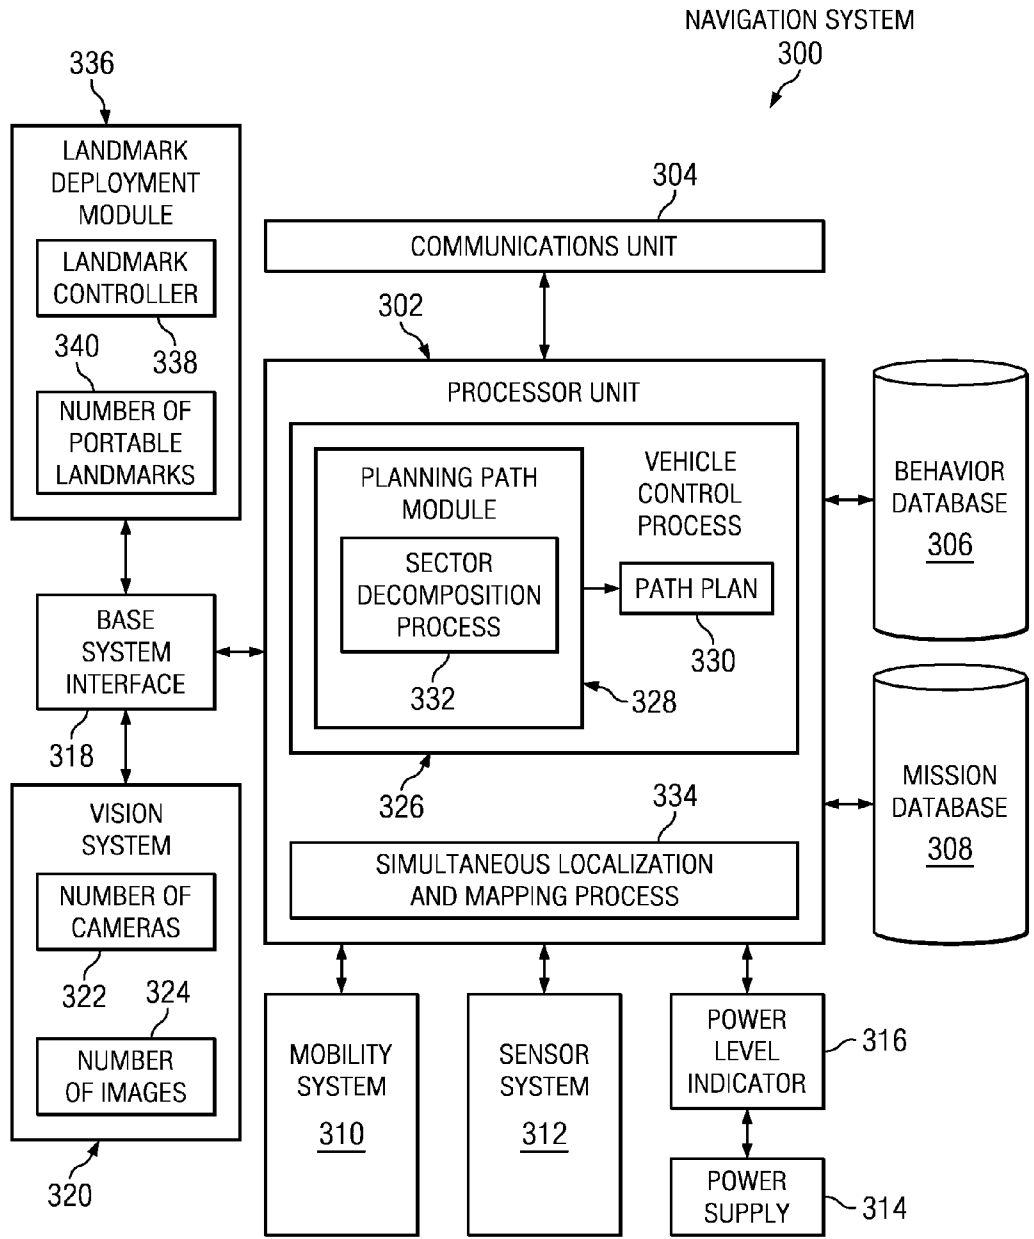 NAVIGATION SYSTEM
300
336
LANDMARK
DEPLOYMENT
MODULE
LANDMARK
CONTROLLER
338
340
NUMBER OF
PORTABLE
LANDMARKS
304
COMMUNICATIONS UNIT
302
PROCESSOR UNIT
VEHICLE
CONTROL
PROCESS
PLANNING PATH
MODULE
SECTOR
DECOMPOSITION
PROCESS
332
PATH PLAN
330
328
326
334
SIMULTANEOUS LOCALIZATION
AND MAPPING PROCESS
BEHAVIOR
DATABASE
306
MISSION
DATABASE
308
BASE
SYSTEM
INTERFACE
318
VISION
SYSTEM
NUMBER OF
CAMERAS
322
324
NUMBER
OF IMAGES
320
MOBILITY
SYSTEM
310
SENSOR
SYSTEM
312
POWER
LEVEL
INDICATOR
316
POWER
SUPPLY
314